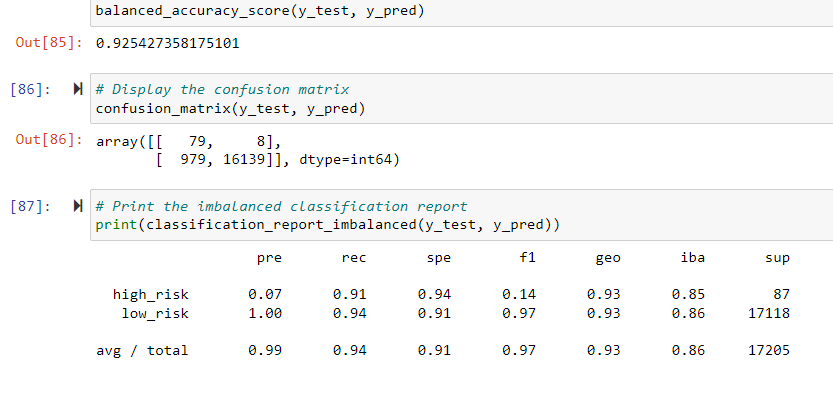 balanced_accuracy_score(y_test, y_pred)
Out[85]: 0.925427358175101
[86]: # Display the confusion matrix
confusion_matrix(y_test, y_pred)
Out[86]: array([[   79,     8],
       [  979, 16139]], dtype=int64)
[87]: # Print the imbalanced classification report
print(classification_report_imbalanced(y_test, y_pred))
pre rec spe f1 geo iba sup
high_risk 0.07 0.91 0.94 0.14 0.93 0.85 87
low_risk 1.00 0.94 0.91 0.97 0.93 0.86 17118
avg / total 0.99 0.94 0.91 0.97 0.93 0.86 17205